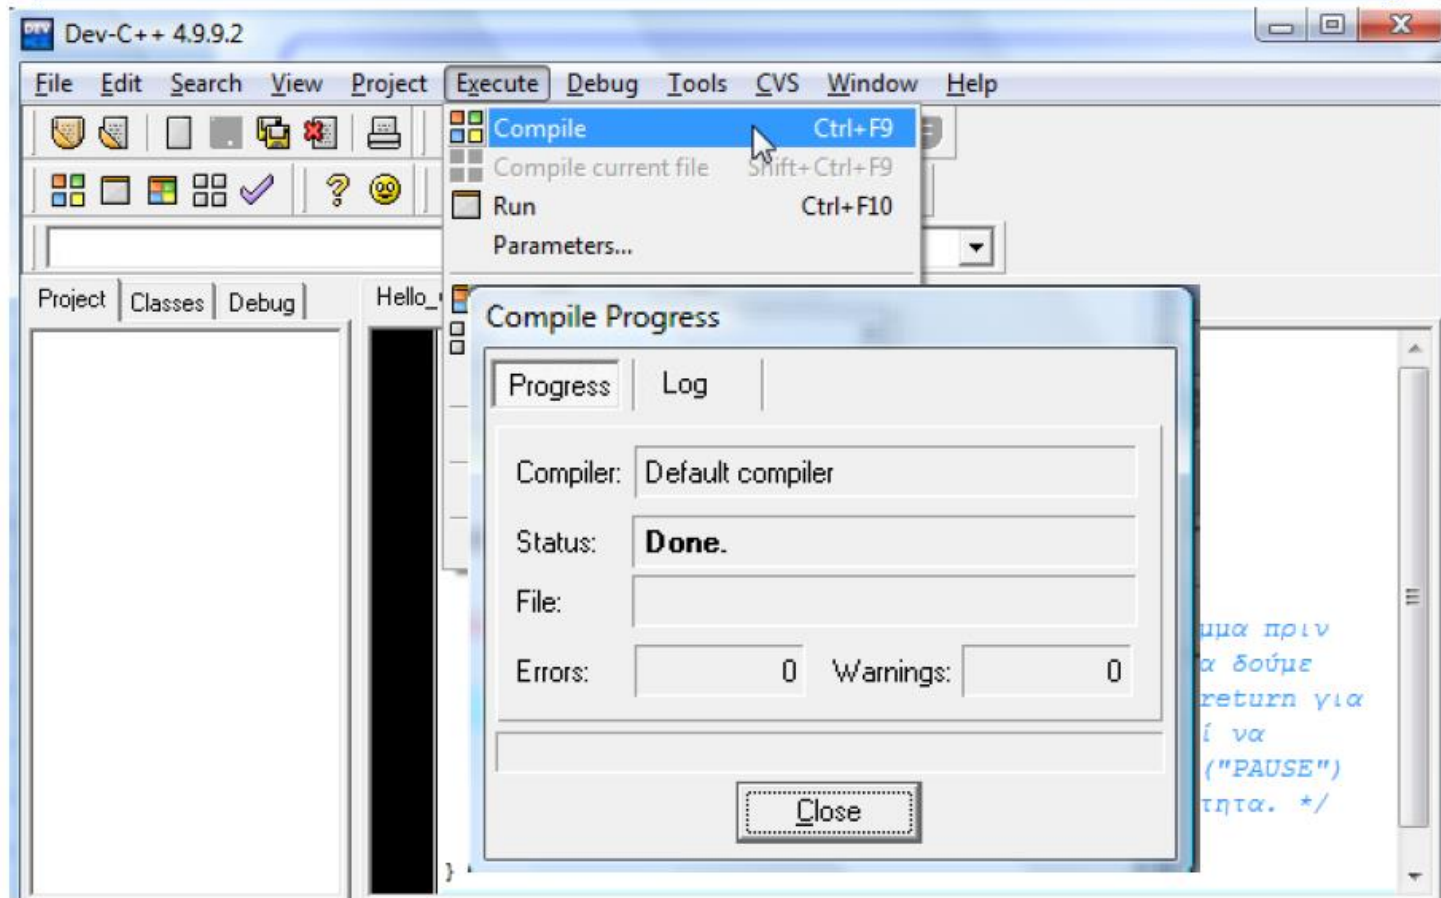 Dev-C++ 4.9.9.2
File Edit Search View Project Execute Debug Tools CVS Window Help
Compile Ctrl+F9
Compile current file Shift+Ctrl+F9
Run Ctrl+F10
Parameters...
Project Classes Debug
Hello_
Compile Progress
Progress Log
Compiler: Default compiler
Status: Done.
File:
Errors: 0 Warnings: 0
Close
μμα πριν
α δούμε
return για
ί να
("PAUSE")
τητα. */
}